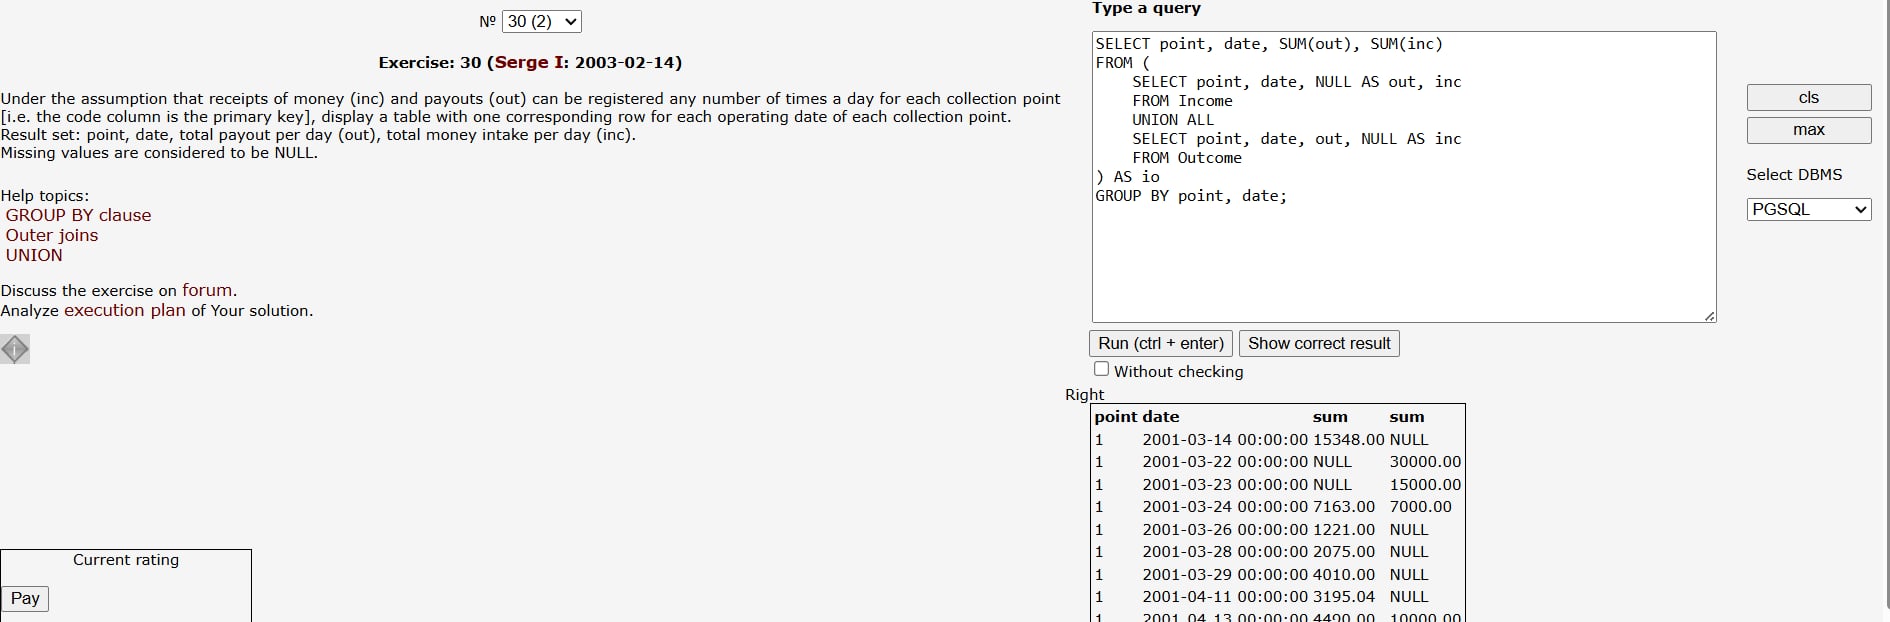 № 30 (2)
Exercise: 30 (Serge I: 2003-02-14)
Under the assumption that receipts of money (inc) and payouts (out) can be registered any number of times a day for each collection point
[i.e. the code column is the primary key], display a table with one corresponding row for each operating date of each collection point.
Result set: point, date, total payout per day (out), total money intake per day (inc).
Missing values are considered to be NULL.
Help topics:
GROUP BY clause
Outer joins
UNION
Discuss the exercise on forum.
Analyze execution plan of Your solution.
Current rating
Pay
Type a query
SELECT point, date, SUM(out), SUM(inc)
FROM (
    SELECT point, date, NULL AS out, inc
    FROM Income
    UNION ALL
    SELECT point, date, out, NULL AS inc
    FROM Outcome
) AS io
GROUP BY point, date;
cls
max
Select DBMS
PGSQL
Run (ctrl + enter) Show correct result
Without checking
Right
point date sum sum
1 2001-03-14 00:00:00 15348.00 NULL
1 2001-03-22 00:00:00 NULL 30000.00
1 2001-03-23 00:00:00 NULL 15000.00
1 2001-03-24 00:00:00 7163.00 7000.00
1 2001-03-26 00:00:00 1221.00 NULL
1 2001-03-28 00:00:00 2075.00 NULL
1 2001-03-29 00:00:00 4010.00 NULL
1 2001-04-11 00:00:00 3195.04 NULL
1 2001-04-13 00:00:00 4490.00 10000.00